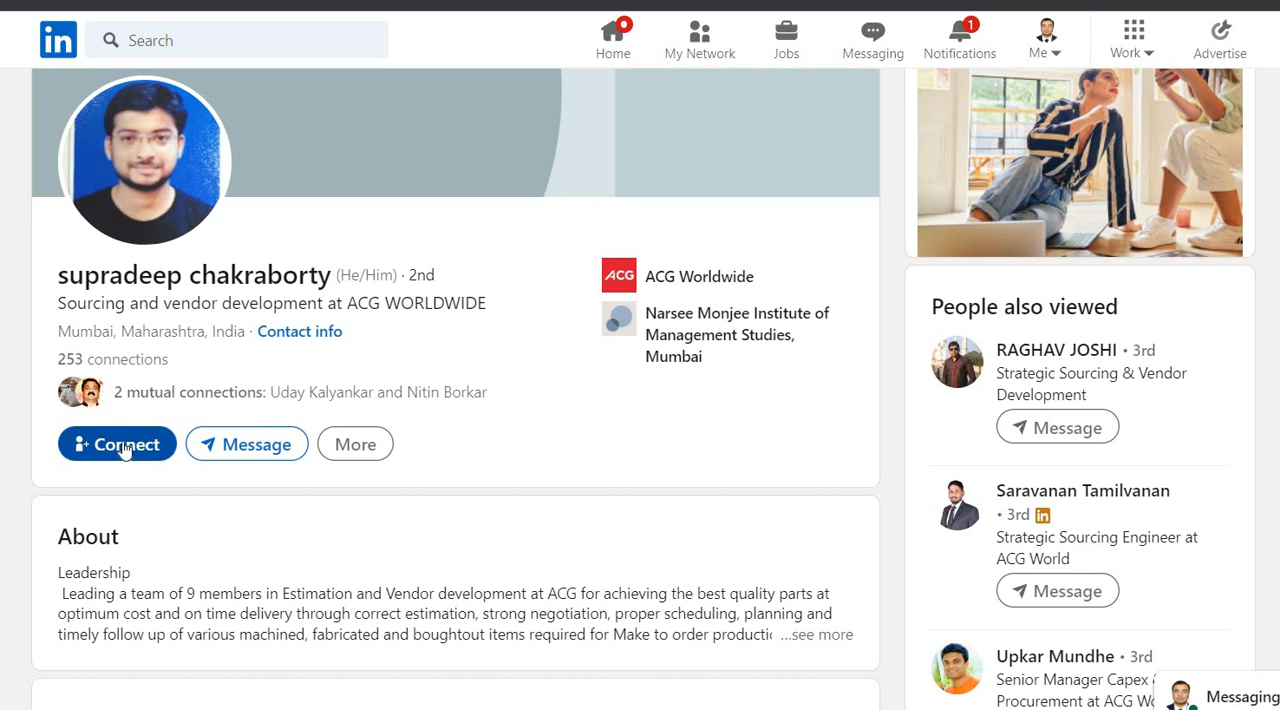 in
Search
Home
My Network
Jobs
Messaging
1
Notifications
Me
Work
Advertise
supradeep chakraborty (He/Him) · 2nd
Sourcing and vendor development at ACG WORLDWIDE
Mumbai, Maharashtra, India · Contact info
253 connections
2 mutual connections: Uday Kalyankar and Nitin Borkar
Connect
Message
More
ACG
ACG Worldwide
Narsee Monjee Institute of
Management Studies,
Mumbai
About
Leadership
Leading a team of 9 members in Estimation and Vendor development at ACG for achieving the best quality parts at
optimum cost and on time delivery through correct estimation, strong negotiation, proper scheduling, planning and
timely follow up of various machined, fabricated and boughtout items required for Make to order ...see more
People also viewed
RAGHAV JOSHI • 3rd
Strategic Sourcing & Vendor
Development
Message
Saravanan Tamilvanan
• 3rd in
Strategic Sourcing Engineer at
ACG World
Message
Upkar Mundhe • 3rd
Senior Manager Capex
Procurement at ACG
Messaging